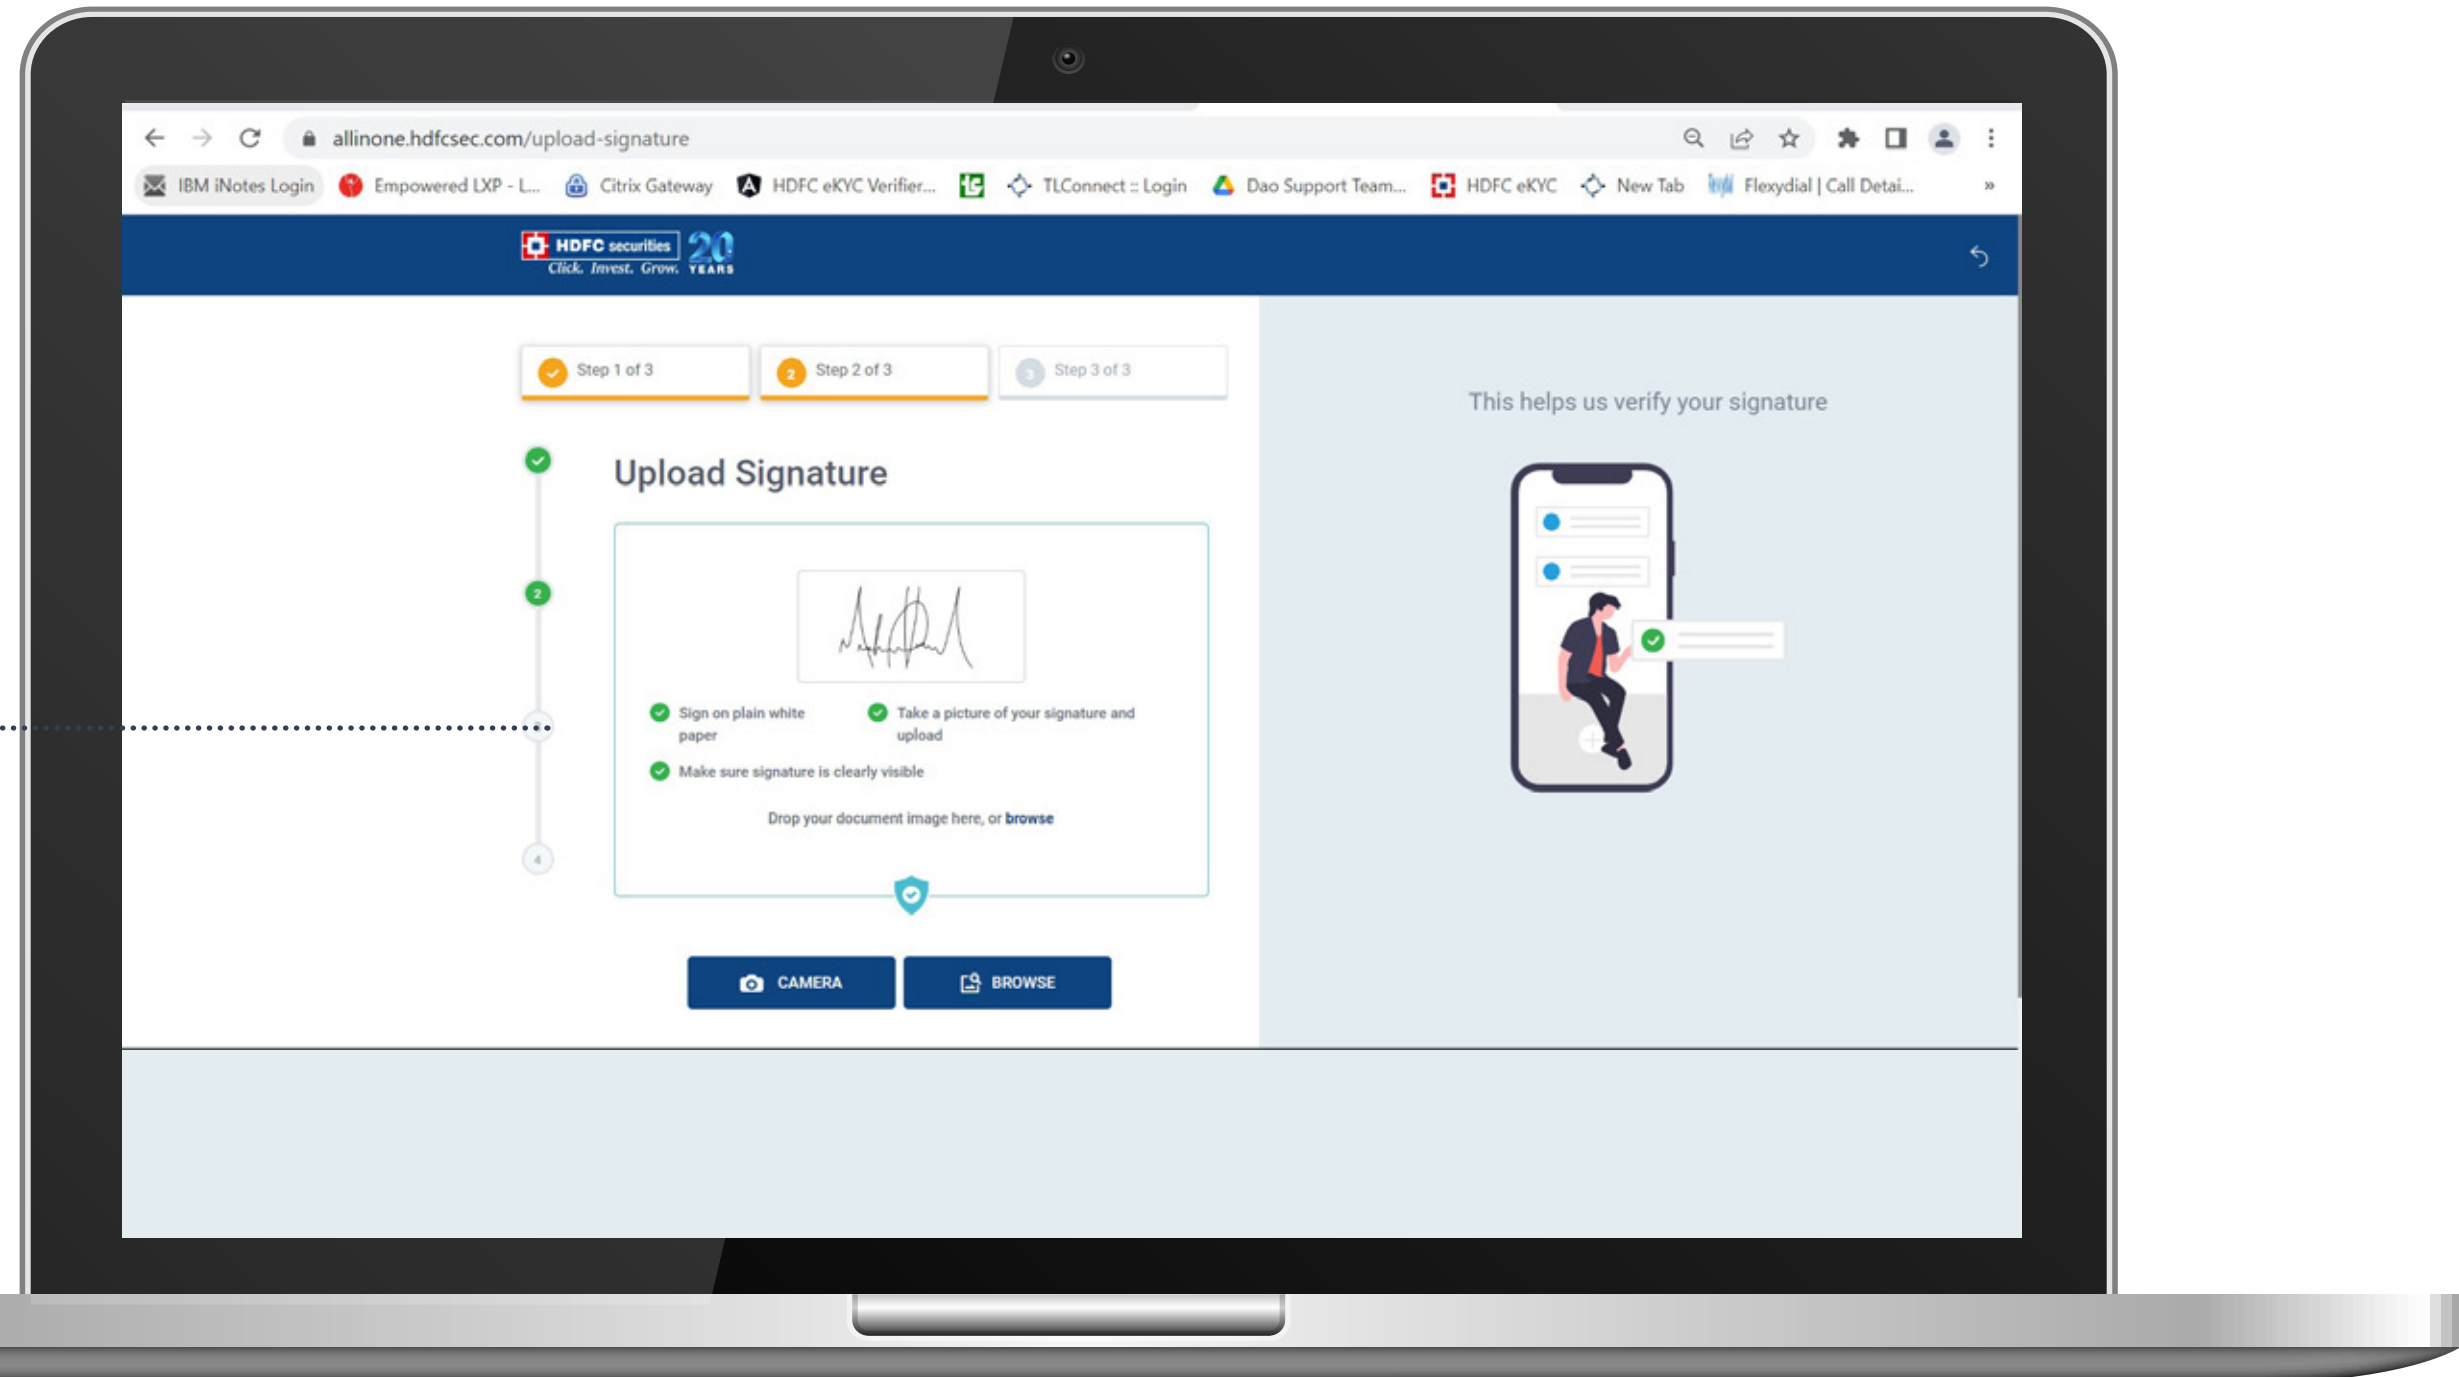 allinone.hdfcsec.com/upload-signature
IBM iNotes Login Empowered LXP - L... Citrix Gateway HDFC eKYC Verifier... TLConnect :: Login Dao Support Team... HDFC eKYC New Tab Flexydial | Call Detai... »
HDFC securities
Click. Invest. Grow.
20 YEARS
Step 1 of 3
2 Step 2 of 3
3 Step 3 of 3
This helps us verify your signature
Upload Signature
2
Sign on plain white
paper
Take a picture of your signature and
upload
Make sure signature is clearly visible
Drop your document image here, or browse
4
CAMERA
BROWSE